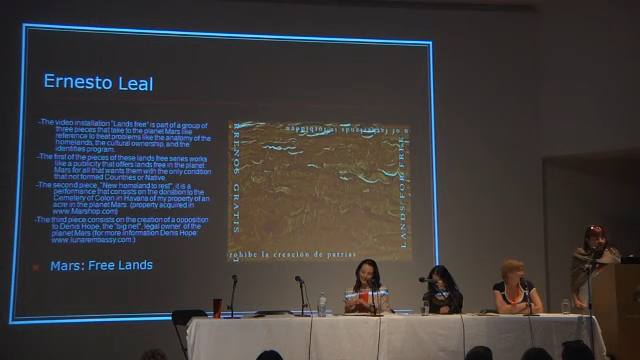 Ernesto Leal
-The video installation "Lands free" is part of a group of
three pieces that take to the planet Mars like
reference to treat problems like the anatomy of the
homelands, the cultural ownership, and the
identities program.
-The first of the pieces of these lands free series works
like a publicity that offers lands free in the planet
Mars for all that wants them with the only condition
that not formed Countries or Native.
-The second piece, "New homeland to rest", it is a
performance that consists on the donation to the
Cemetery of Colon in Havana of my property of an
acre in the planet Mars. (property acquired in
www.Marshop.com)
-The third piece consists on the creation of a opposition
to Denis Hope, the "big net", legal owner of the
planet Mars (for more information Denis Hope:
www.lunarembassy.com.)
Mars: Free Lands
RRENOS GRATIS
LANDS FOR FREE
rohibe la creación de patrias